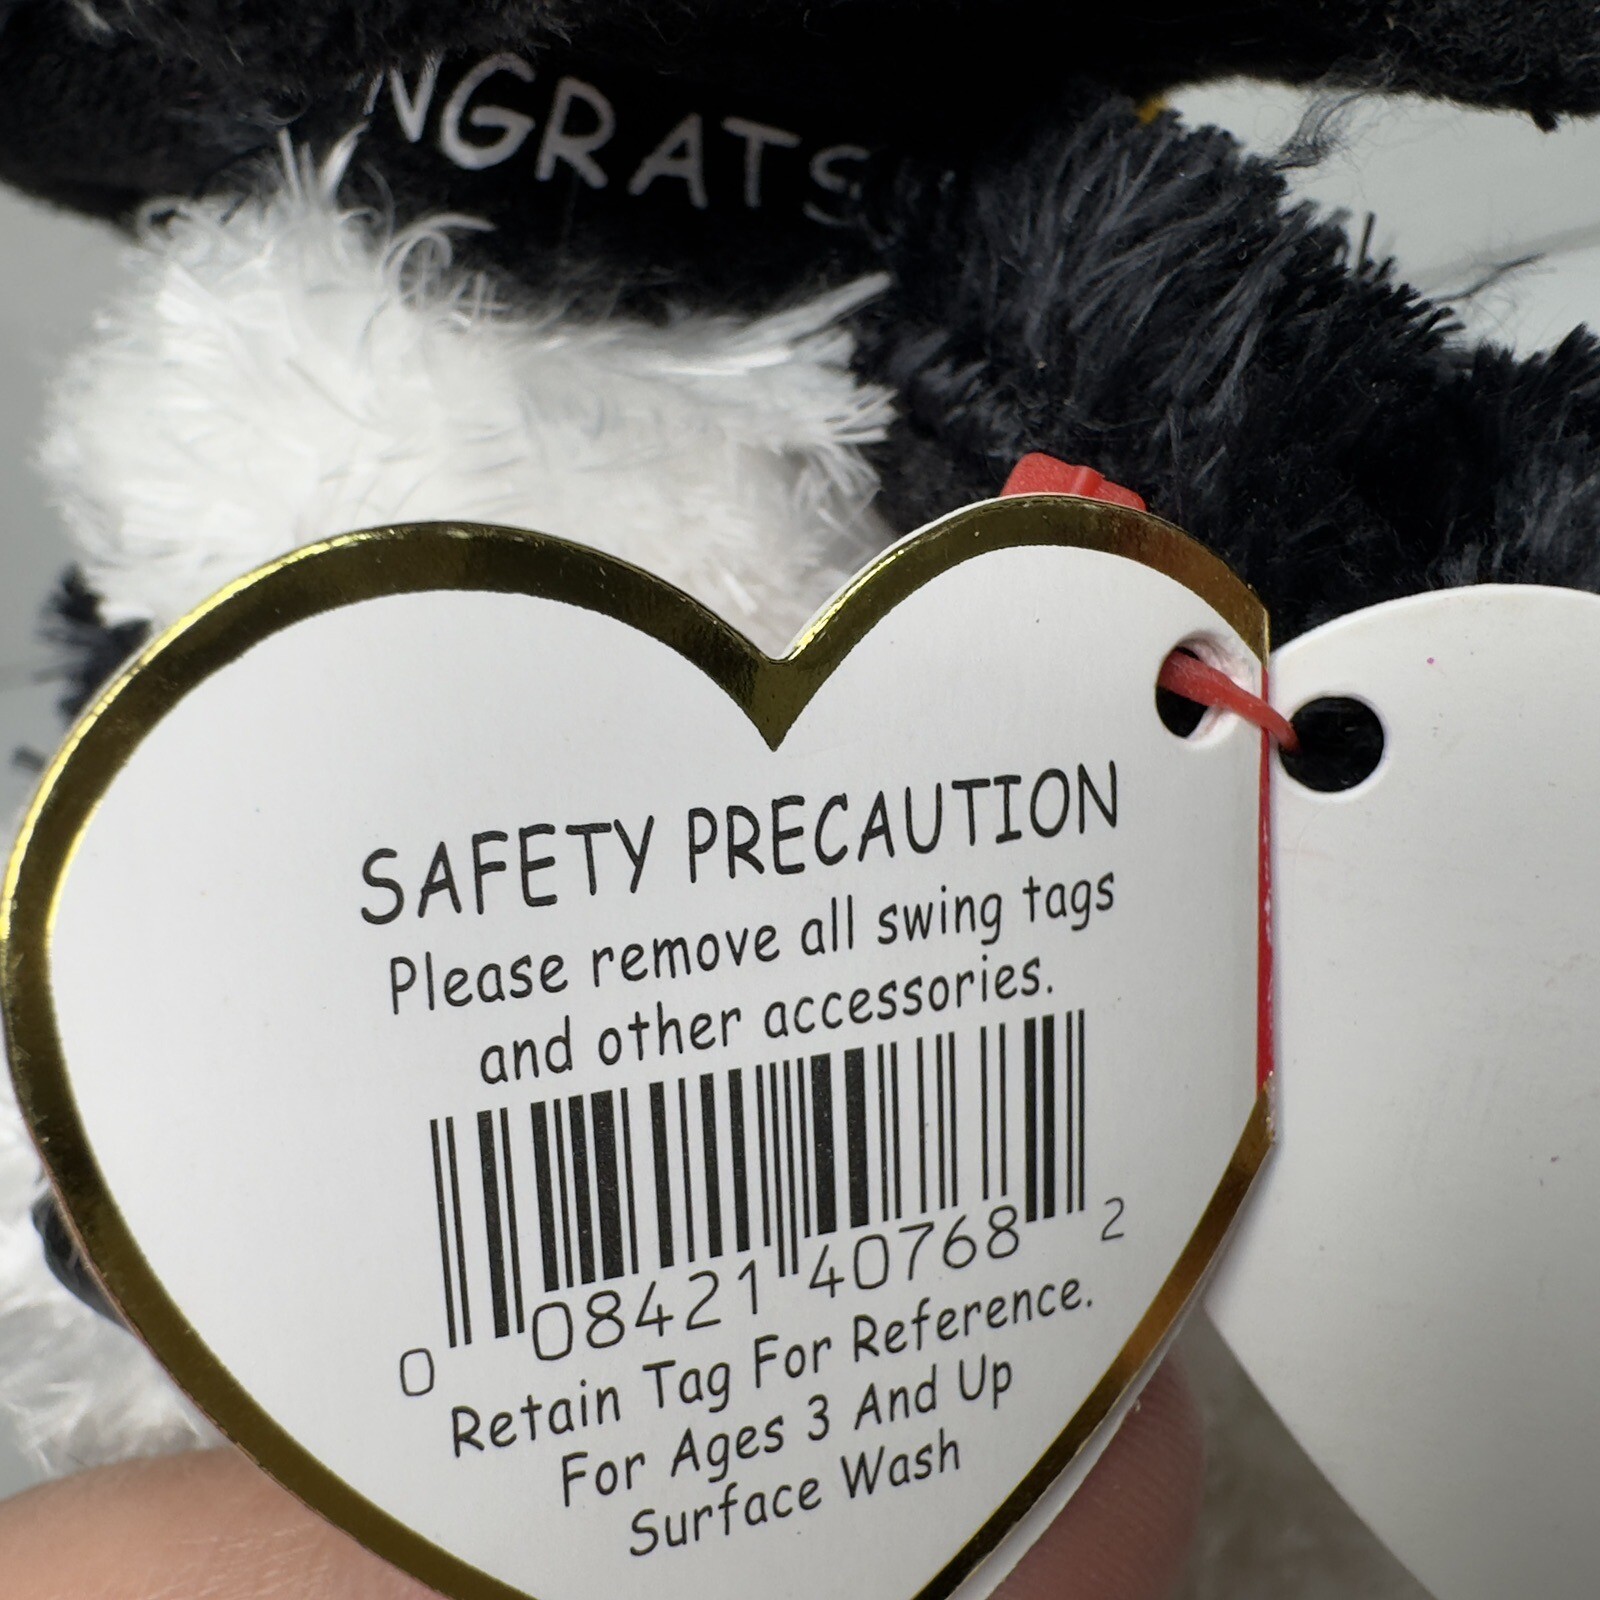 NGRATS
SAFETY PRECAUTION
Please remove all swing tags
and other accessories.
0 08421 40768 2
Retain Tag For Reference.
For Ages 3 And Up
Surface Wash